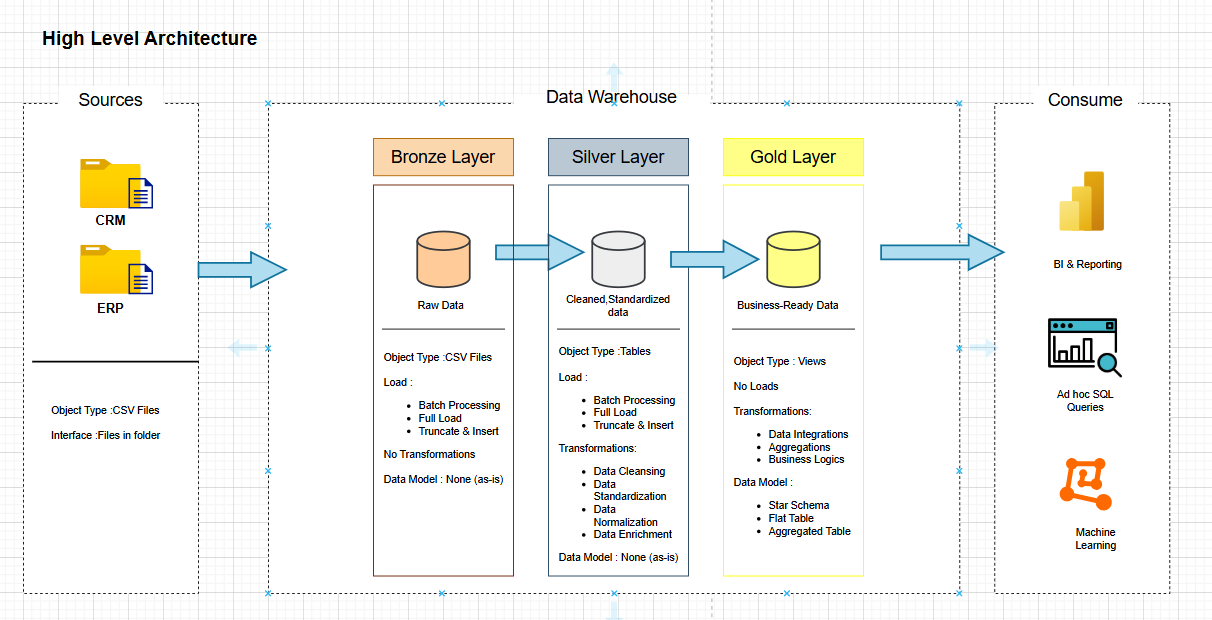 High Level Architecture
Sources
CRM
ERP
Object Type :CSV Files
Interface :Files in folder
Data Warehouse
Bronze Layer
Raw Data
Object Type :CSV Files
Load :
Batch Processing
Full Load
Truncate & Insert
No Transformations
Data Model : None (as-is)
Silver Layer
Cleaned,Standardized
data
Object Type :Tables
Load :
Batch Processing
Full Load
Truncate & Insert
Transformations:
Data Cleansing
Data
Standardization
Data
Normalization
Data Enrichment
Data Model : None (as-is)
Gold Layer
Business-Ready Data
Object Type : Views
No Loads
Transformations:
Data Integrations
Aggregations
Business Logics
Data Model :
Star Schema
Flat Table
Aggregated Table
Consume
BI & Reporting
Ad hoc SQL
Queries
Machine
Learning